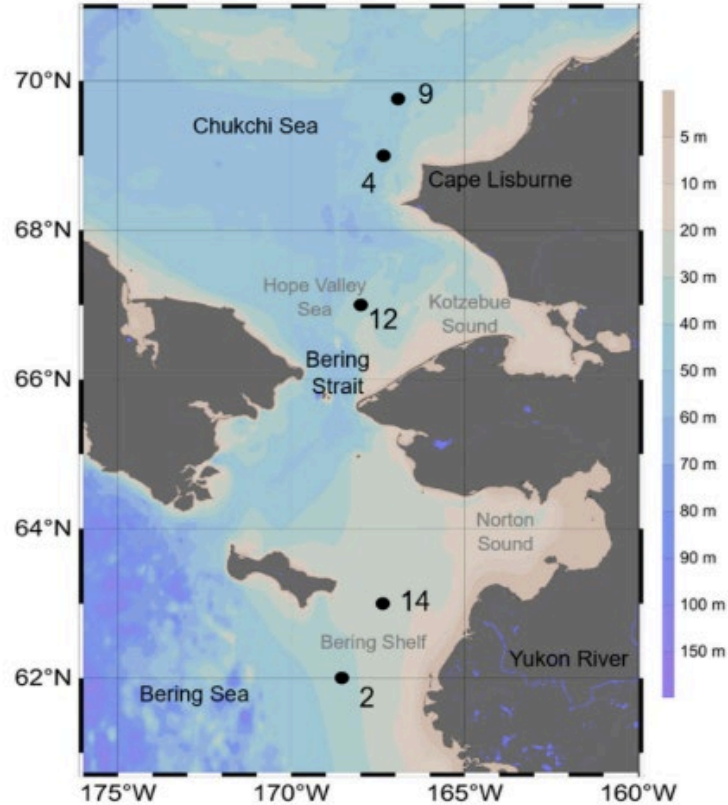 70°N
9
Chukchi Sea
5 m
4
Cape Lisburne
10 m
20 m
68°N
30 m
Hope Valley
Sea
Kotzebue
Sound
12
40 m
Bering
Strait
50 m
66°N
60 m
70 m
80 m
64°N
Norton
Sound
90 m
14
100 m
Bering Shelf
Yukon River
150 m
62°N
Bering Sea
2
175°W
170°W
165°W
160°W